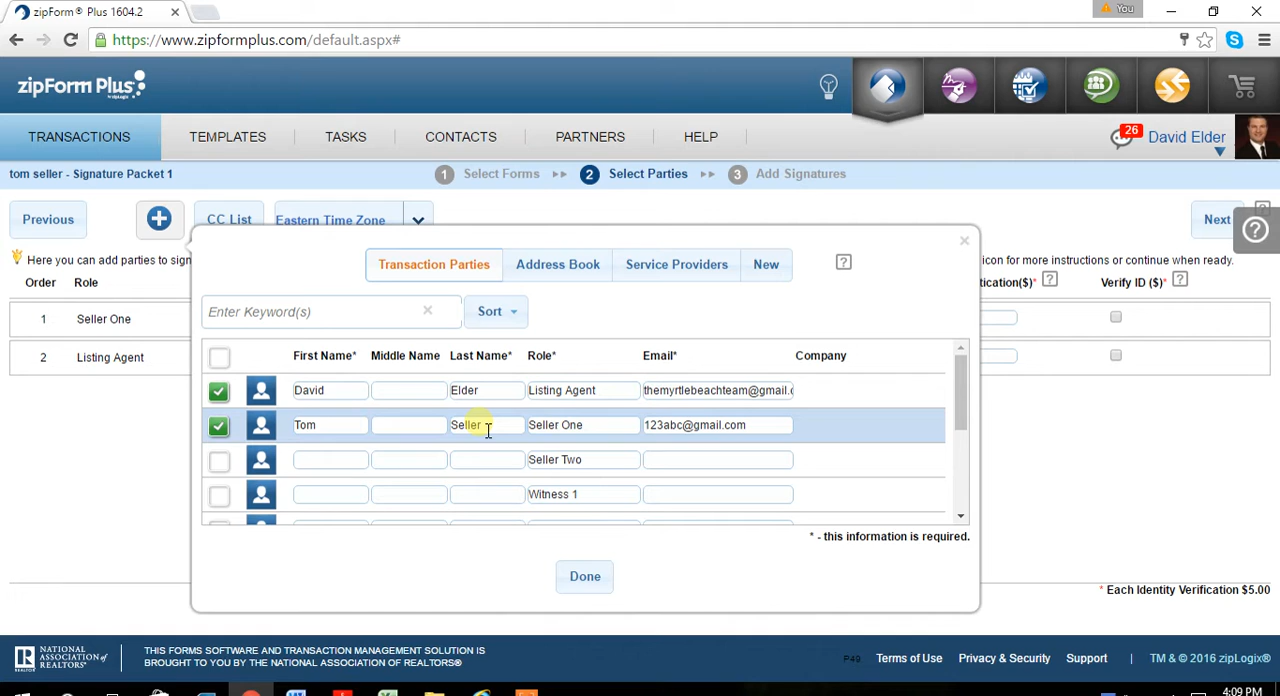 zipForm® Plus 1604.2
You
https://www.zipformplus.com/default.aspx#
zipForm Plus
by zipLogix
TRANSACTIONS TEMPLATES TASKS CONTACTS PARTNERS HELP 26 David Elder
tom seller - Signature Packet 1 1 Select Forms 2 Select Parties 3 Add Signatures
Previous CC List Eastern Time Zone Next ?
?
Here you can add parties to sign icon for more instructions or continue when ready.
Transaction Parties Address Book Service Providers New ?
Order Role ication($)* ? Verify ID ($)* ?
Enter Keyword(s) Sort
1 Seller One
2 Listing Agent
First Name* Middle Name Last Name* Role* Email* Company
David Elder Listing Agent themyrtlebeachteam@gmail.c
Tom Seller Seller One 123abc@gmail.com
Seller Two
Witness 1
* - this information is required.
Done
* Each Identity Verification $5.00
NATIONAL ASSOCIATION of REALTORS®
THIS FORMS SOFTWARE AND TRANSACTION MANAGEMENT SOLUTION IS
BROUGHT TO YOU BY THE NATIONAL ASSOCIATION OF REALTORS®
P49 Terms of Use Privacy & Security Support TM & © 2016 zipLogix®
4:09 PM